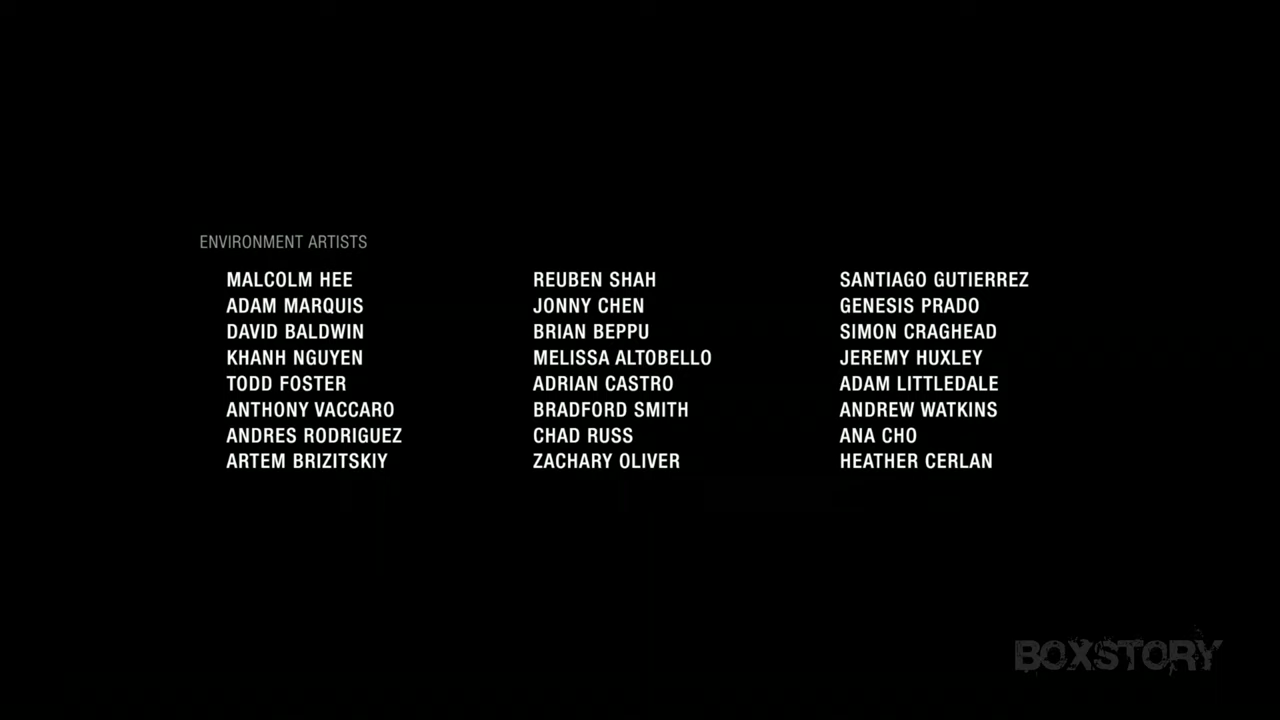 ENVIRONMENT ARTISTS
MALCOLM HEE
ADAM MARQUIS
DAVID BALDWIN
KHANH NGUYEN
TODD FOSTER
ANTHONY VACCARO
ANDRES RODRIGUEZ
ARTEM BRIZITSKIY
REUBEN SHAH
JONNY CHEN
BRIAN BEPPU
MELISSA ALTOBELLO
ADRIAN CASTRO
BRADFORD SMITH
CHAD RUSS
ZACHARY OLIVER
SANTIAGO GUTIERREZ
GENESIS PRADO
SIMON CRAGHEAD
JEREMY HUXLEY
ADAM LITTLEDALE
ANDREW WATKINS
ANA CHO
HEATHER CERLAN
BOXSTORY